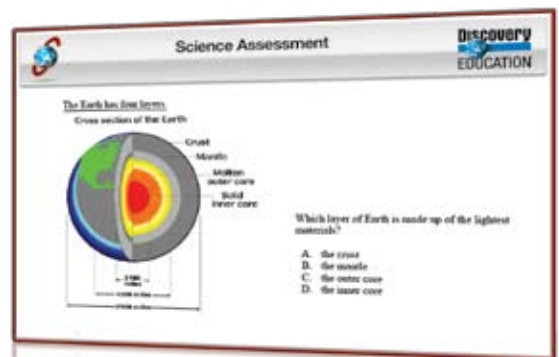 Science Assessment
Discovery
EDUCATION
The Earth has four layers.
Cross section of the Earth
Crust
Mantle
Molten
outer core
Solid
inner core
miles
Which layer of Earth is made up of the lightest
materials?
A. the crust
B. the mantle
C. the outer core
D. the inner core